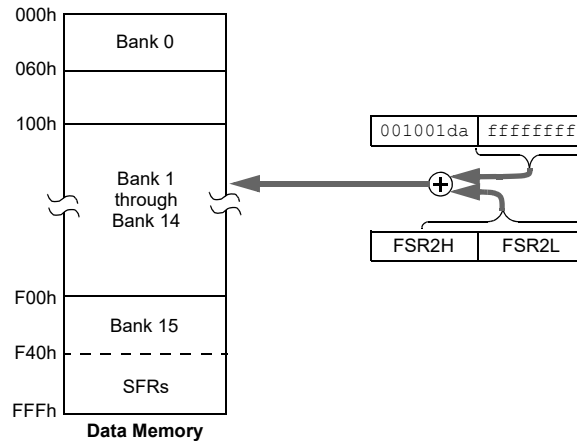 000h
Bank 0
060h
100h
001001da ffffffff
Bank 1
through
Bank 14
FSR2H FSR2L
F00h
Bank 15
F40h
SFRs
FFFh
Data Memory